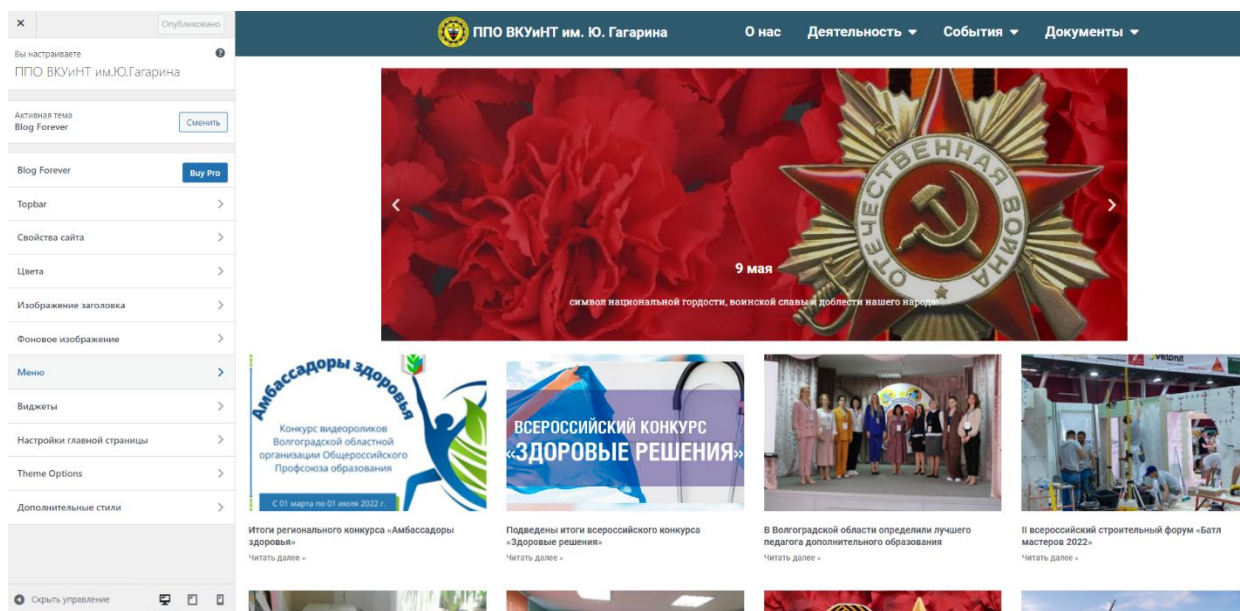 Опубликовано
Вы настраиваете
ППО ВКУиНТ им.Ю.Гагарина
Активная тема
Blog Forever
Сменить
Blog Forever
Buy Pro
Topbar
Свойства сайта
Цвета
Изображение заголовка
Фоновое изображение
Меню
Виджеты
Настройки главной страницы
Theme Options
Дополнительные стили
Скрыть управление
ППО ВКУиНТ им. Ю. Гагарина
О нас
Деятельность
События
Документы
ОТЕЧЕСТВЕННАЯ ВОЙНА
9 мая
символ национальной гордости, воинской славы и доблести нашего народа!
Амбассадоры здоровья
Конкурс видеороликов
Волгоградской областной
организации Общероссийского
Профсоюза образования
С 01 марта по 01 июля 2022 г.
Итоги регионального конкурса «Амбассадоры
здоровья»
Читать далее »
ВСЕРОССИЙСКИЙ КОНКУРС
«ЗДОРОВЫЕ РЕШЕНИЯ»
Подведены итоги всероссийского конкурса
«Здоровые решения»
Читать далее »
В Волгоградской области определили лучшего
педагога дополнительного образования
Читать далее »
II всероссийский строительный форум «Батл
мастеров 2022»
Читать далее »